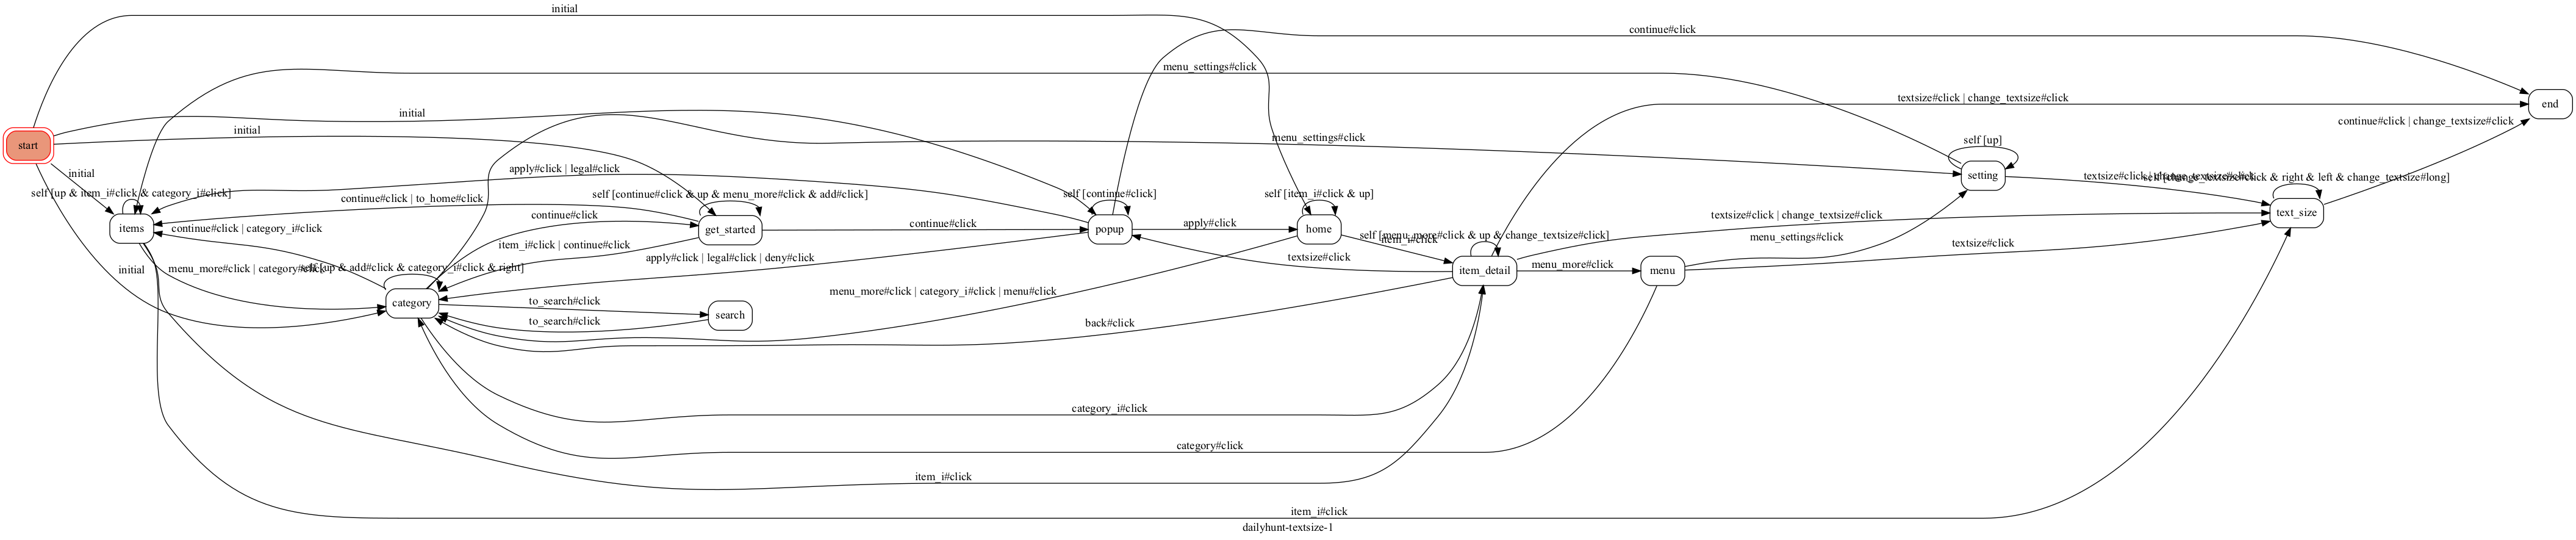 initial
continue#click
menu_settings#click
textsize#click | change_textsize#click
end
initial
continue#click | change_textsize#click
initial
menu_settings#click
start
self [up]
apply#click | legal#click
initial
setting
self [up & item_i#click & category_i#click]
self [continue#click & up & menu_more#click & add#click]
self [continue#click]
self [item_i#click & up]
textsize#click | change_textsize#click
self [change_textsize#click & right & left & change_textsize#long]
continue#click | to_home#click
continue#click
text_size
textsize#click | change_textsize#click
items
continue#click | category_i#click
get_started
continue#click
popup
apply#click
home
self [menu_more#click & up & change_textsize#click]
item_i#click
menu_settings#click
item_i#click | continue#click
textsize#click
apply#click | legal#click | deny#click
textsize#click
initial
menu_more#click | category#click
self [up & add#click & category_i#click & right]
item_detail
menu_more#click
menu
menu_more#click | category_i#click | menu#click
category
to_search#click
search
to_search#click
back#click
category_i#click
category#click
item_i#click
item_i#click
dailyhunt-textsize-1